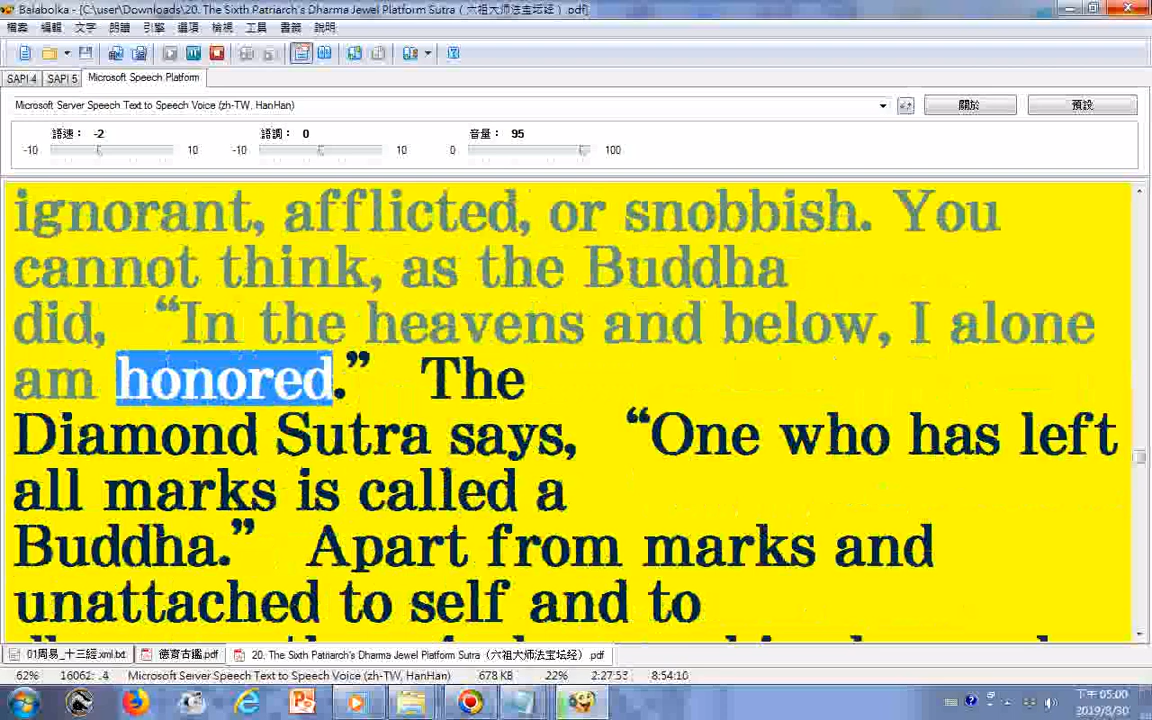 Balabolka - [C:\user\Downloads\20. The Sixth Patriarch's Dharma Jewel Platform Sutra（六祖大师法宝坛经）.pdf]
檔案 編輯 文字 朗讀 引擎 選項 檢視 工具 書籤 說明
SAPI 4 SAPI 5 Microsoft Speech Platform
Microsoft Server Speech Text to Speech Voice (zh-TW, HanHan) 關於 預設
語速： -2 語調： 0 音量： 95
-10 10 -10 10 0 100
ignorant, afflicted, or snobbish. You
cannot think, as the Buddha
did, “In the heavens and below, I alone
am honored.” The
Diamond Sutra says, “One who has left
all marks is called a
Buddha.” Apart from marks and
unattached to self and to
01周易_十三經.xml.txt 德育古鑑.pdf 20. The Sixth Patriarch's Dharma Jewel Platform Sutra（六祖大师法宝坛经）.pdf
62% Microsoft Server Speech Text to Speech Voice (zh-TW, HanHan) 678 KB 22% 2:27:53 8:54:10
下午 05:00
2019/8/30